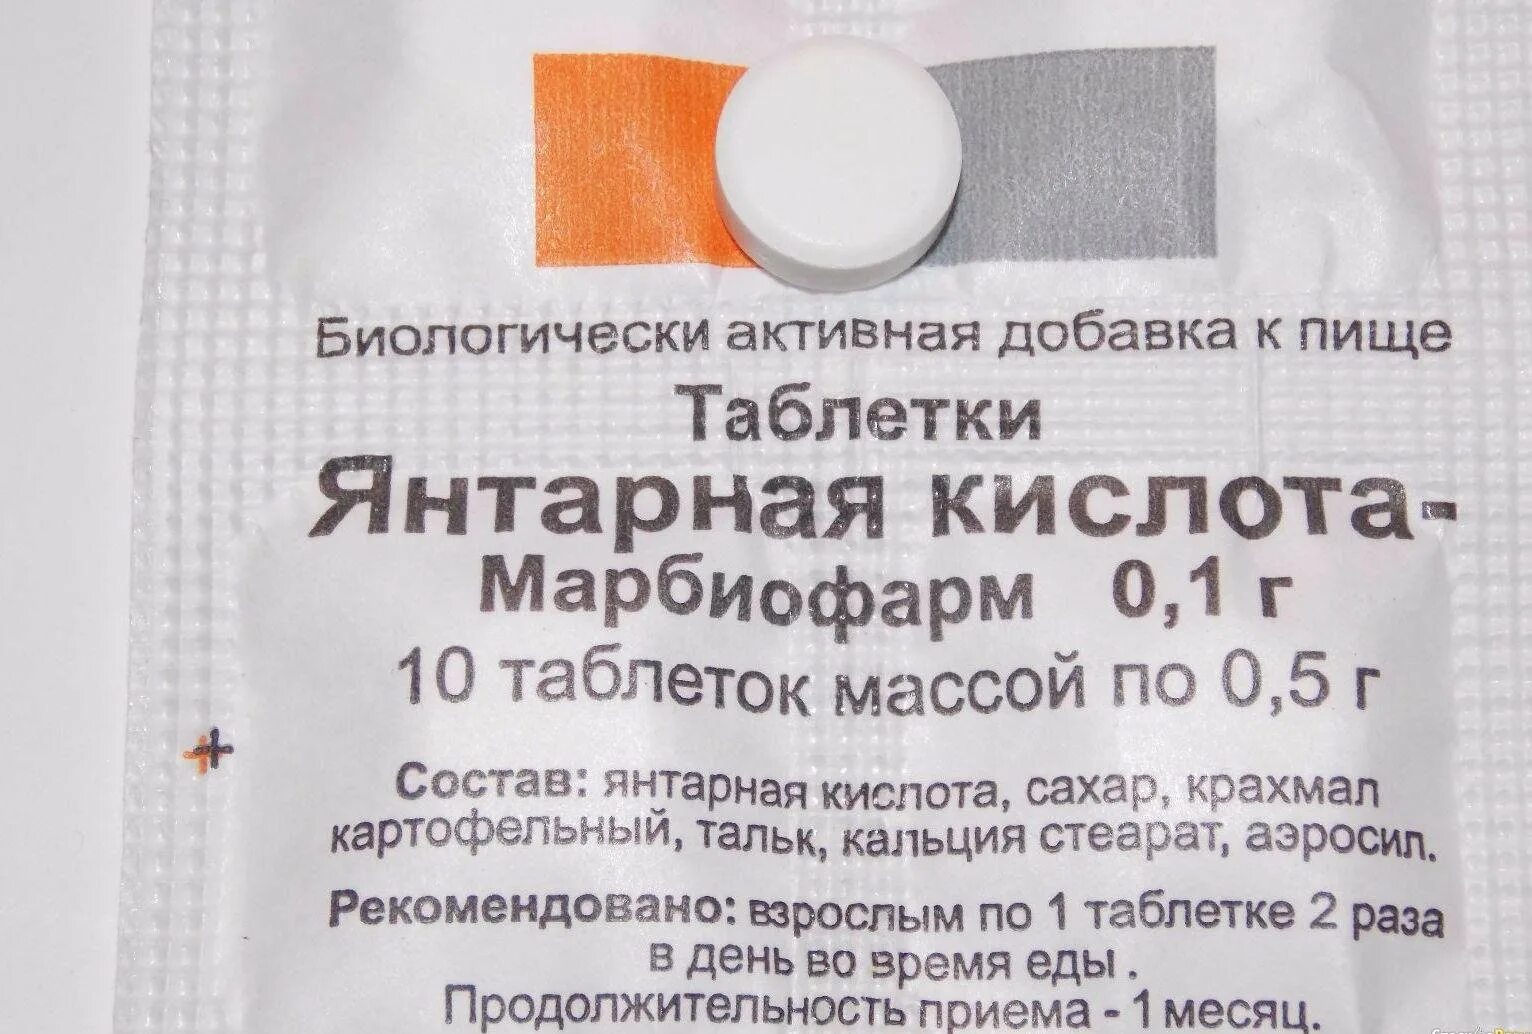 Биологически активная добавка к пище
Таблетки
Янтарная кислота-
Марбиофарм 0,1 г
10 таблеток массой по 0,5 г
Состав: янтарная кислота, сахар, крахмал
картофельный, тальк, кальция стеарат, аэросил.
Рекомендовано: взрослым по 1 таблетке 2 раза
в день во время еды .
Продолжительность приема - 1 месяц.